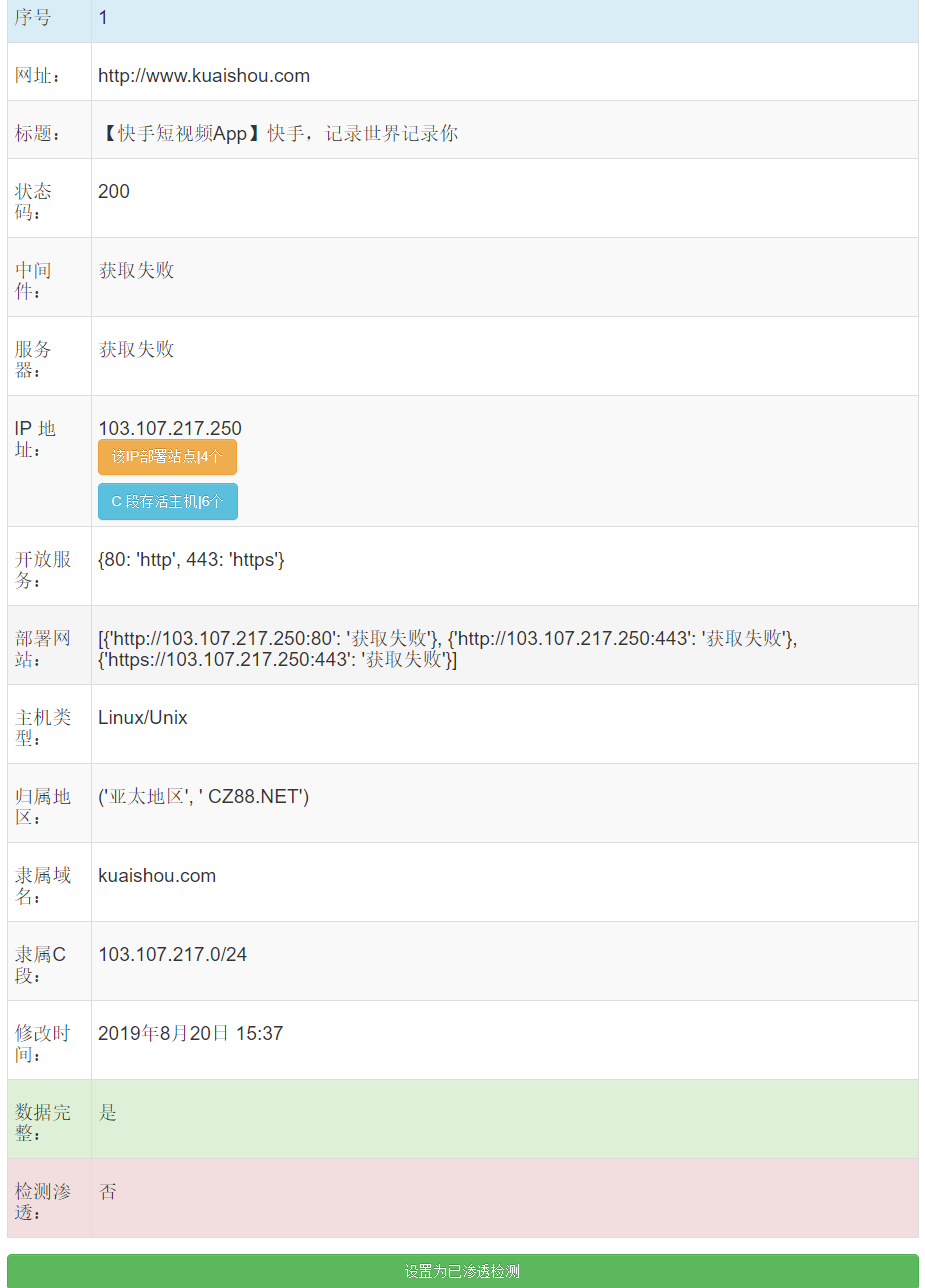 序号 1
网址： http://www.kuaishou.com
标题： 【快手短视频App】快手，记录世界记录你
状态
码：
200
中间
件：
获取失败
服务
器：
获取失败
IP 地
址：
103.107.217.250
该IP部署站点|4个
C 段存活主机|6个
开放服
务：
{80: 'http', 443: 'https'}
部署网
站：
[{'http://103.107.217.250:80': '获取失败'}, {'http://103.107.217.250:443': '获取失败'},
{'https://103.107.217.250:443': '获取失败'}]
主机类
型：
Linux/Unix
归属地
区：
('亚太地区', ' CZ88.NET')
隶属域
名：
kuaishou.com
隶属C
段：
103.107.217.0/24
修改时
间：
2019年8月20日 15:37
数据完
整：
是
检测渗
透：
否
设置为已渗透检测